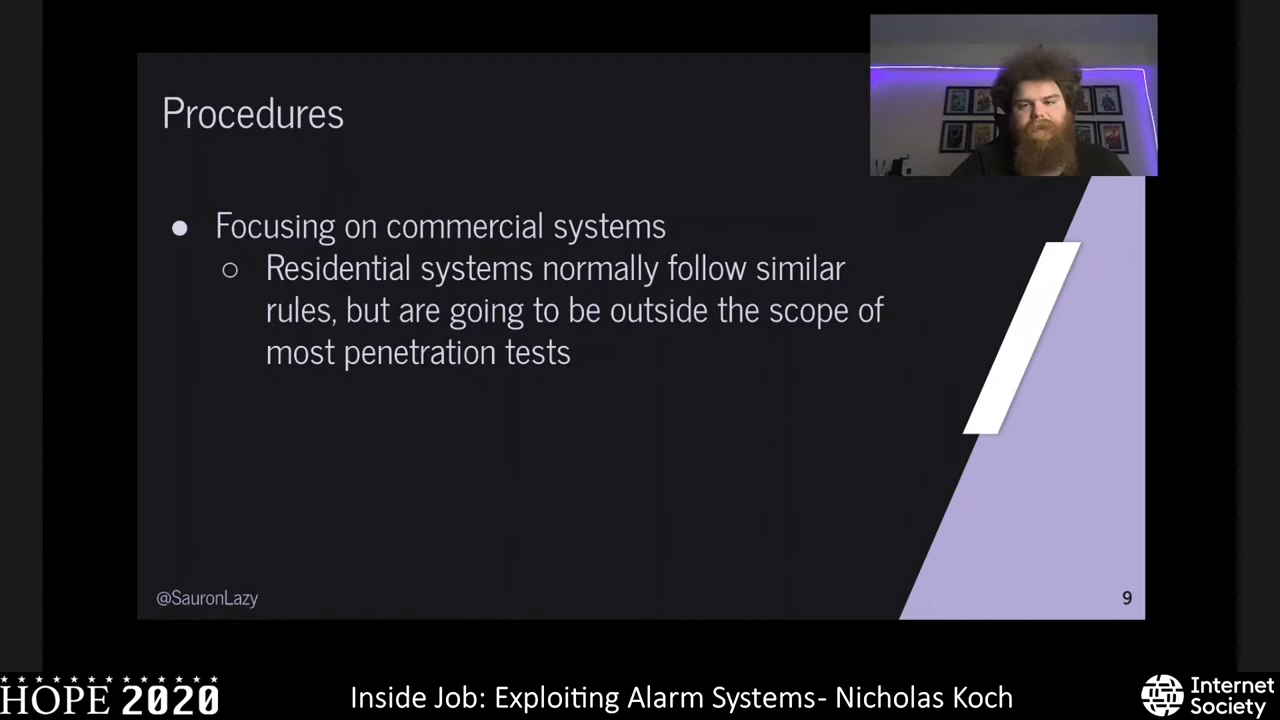 Procedures
● Focusing on commercial systems
○ Residential systems normally follow similar
rules, but are going to be outside the scope of
most penetration tests
@SauronLazy
9
HOPE 2020
Inside Job: Exploiting Alarm Systems- Nicholas Koch
Internet
Society